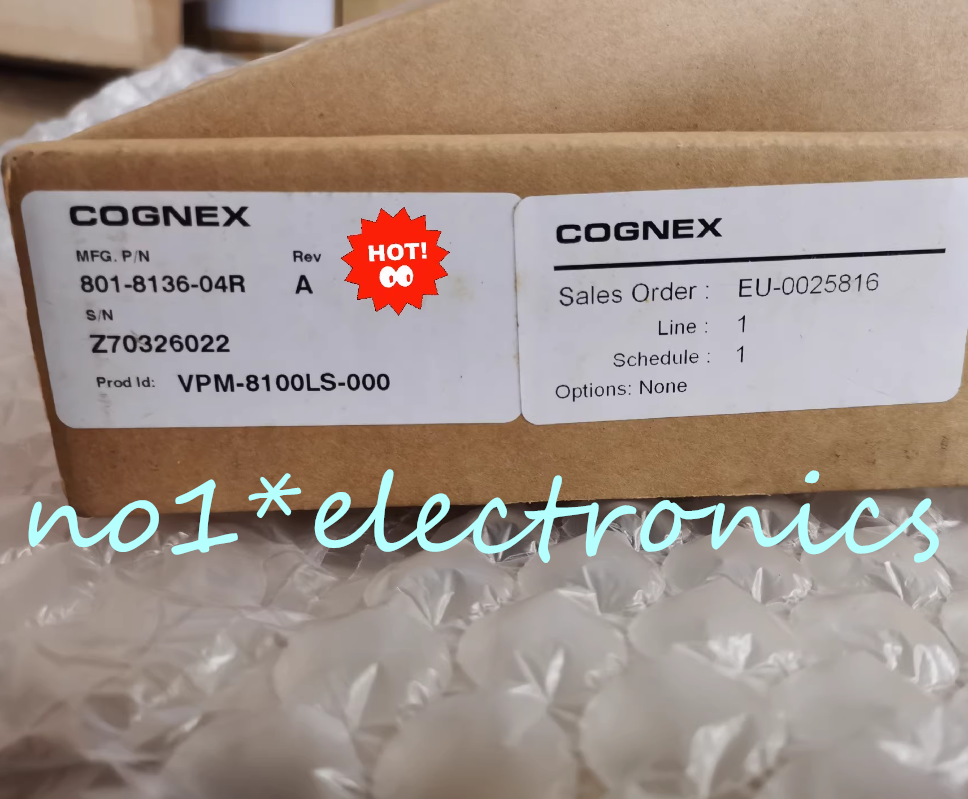 COGNEX
MFG. P/N
Rev
801-8136-04R
A
S/N
Z70326022
Prod Id: VPM-8100LS-000
HOT!
COGNEX
Sales Order : EU-0025816
Line : 1
Schedule : 1
Options: None
no1*electronics